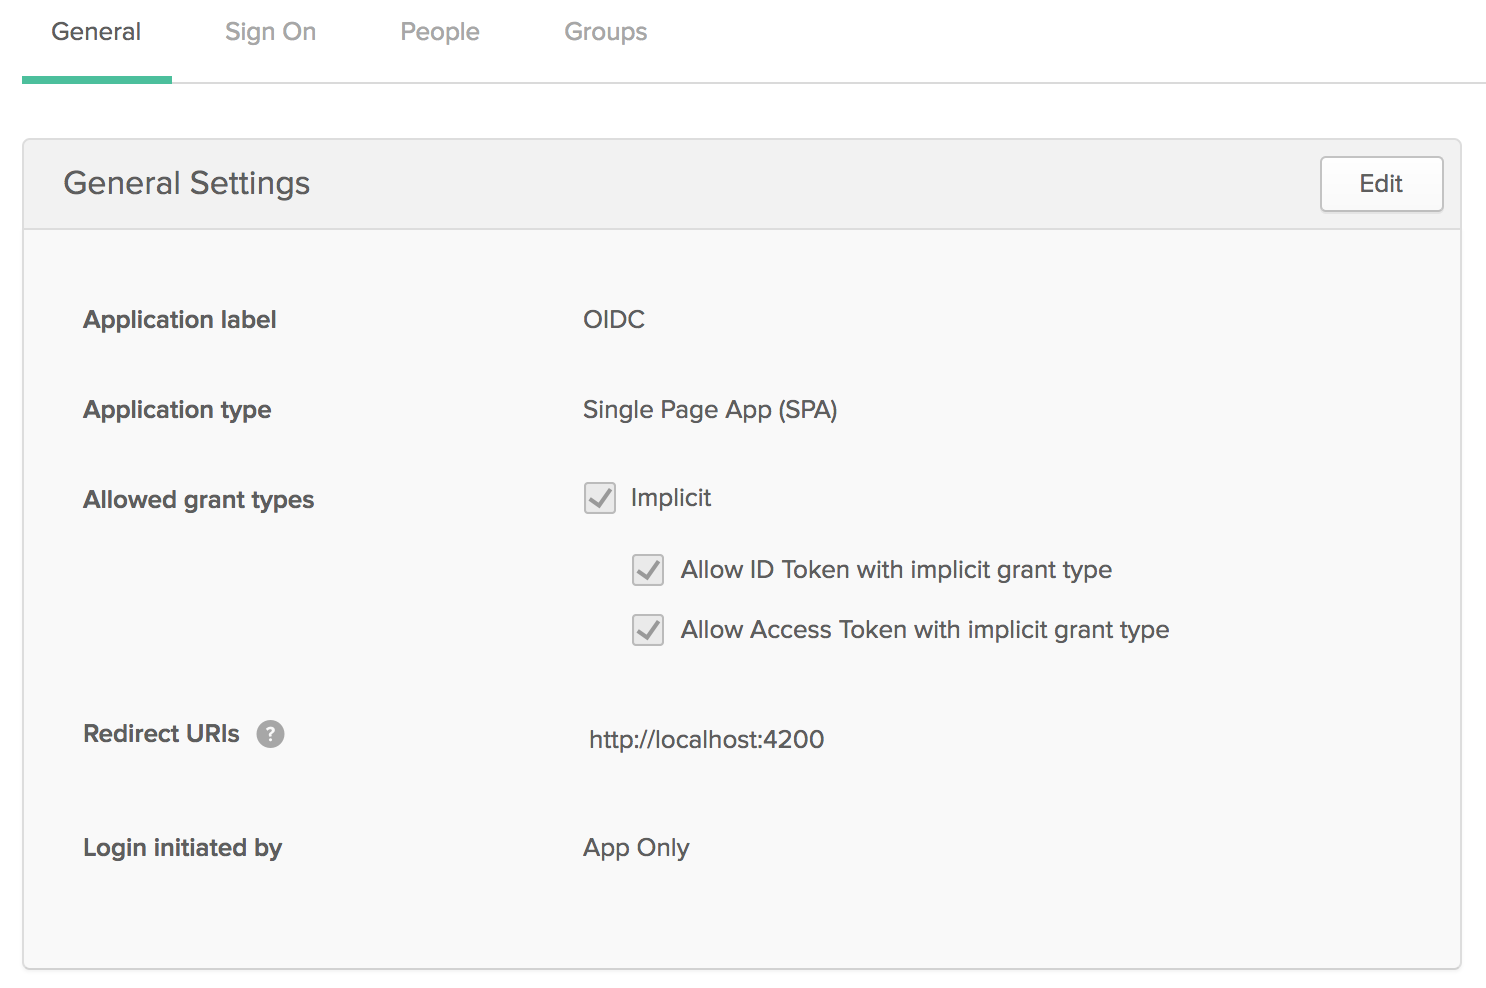 General Sign On People Groups
General Settings Edit
Application label OIDC
Application type Single Page App (SPA)
Allowed grant types Implicit
Allow ID Token with implicit grant type
Allow Access Token with implicit grant type
Redirect URIs ? http://localhost:4200
Login initiated by App Only